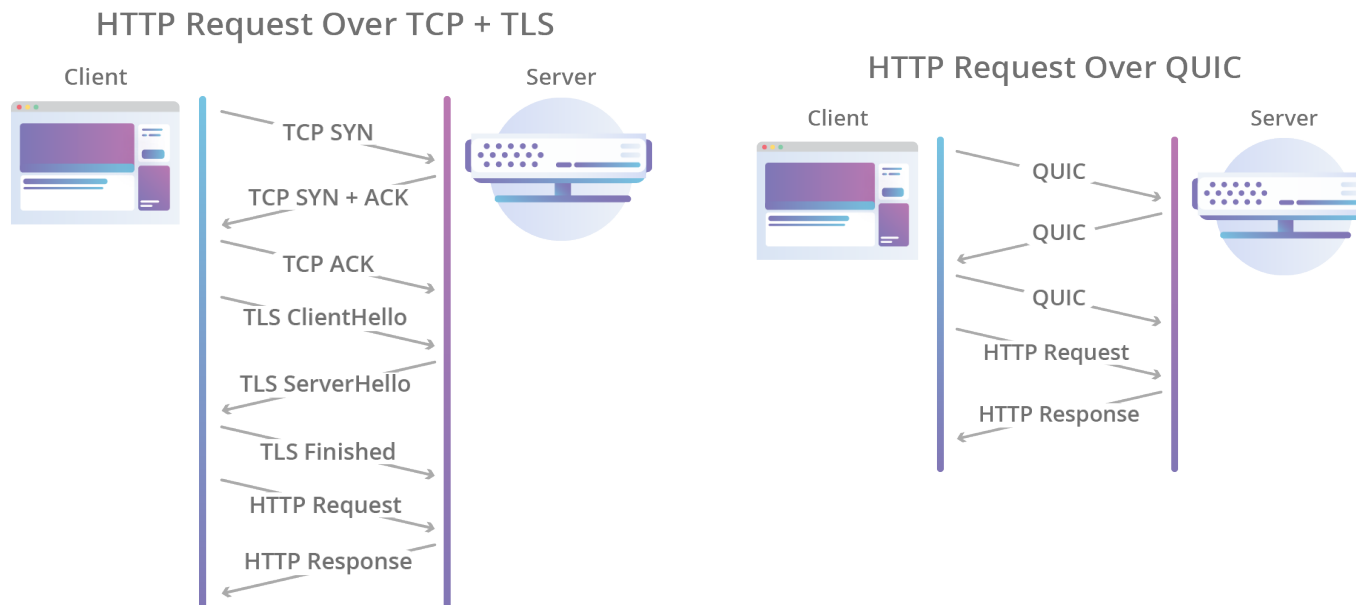 HTTP Request Over TCP + TLS
Client
Server
TCP SYN
TCP SYN + ACK
TCP ACK
TLS ClientHello
TLS ServerHello
TLS Finished
HTTP Request
HTTP Response
HTTP Request Over QUIC
Client
Server
QUIC
QUIC
QUIC
HTTP Request
HTTP Response